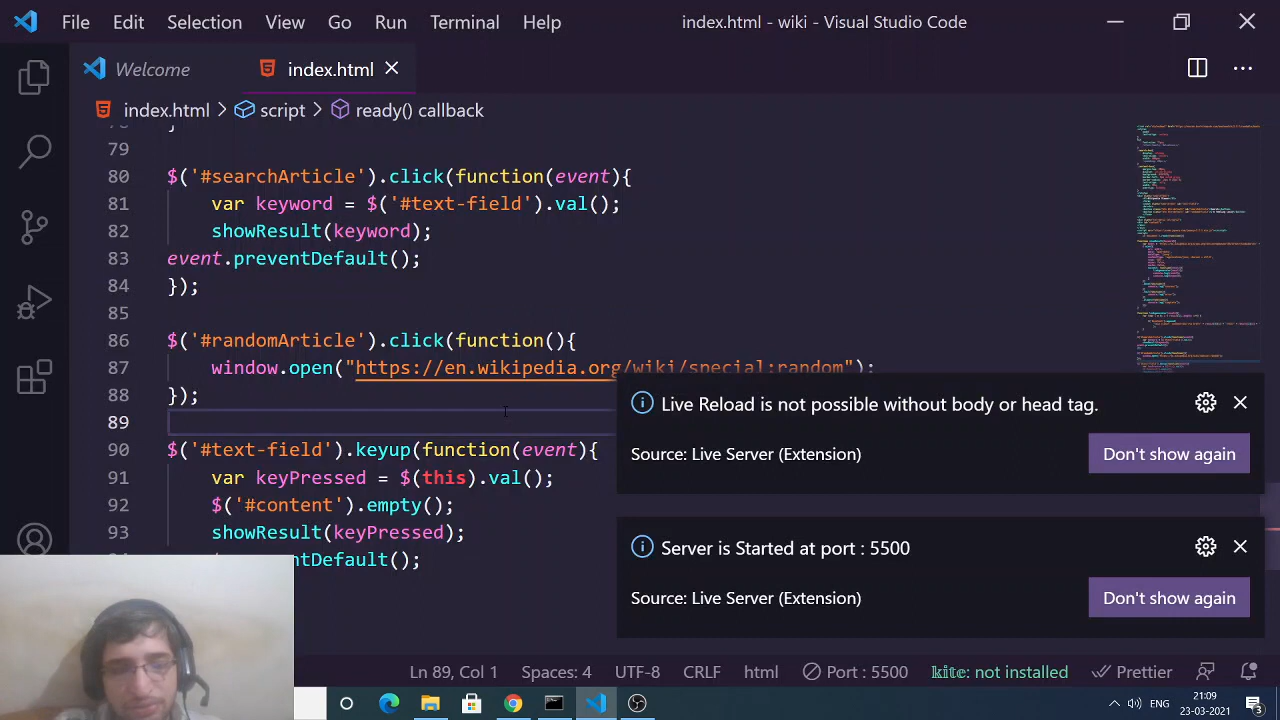 File Edit Selection View Go Run Terminal Help index.html - wiki - Visual Studio Code
Welcome index.html
index.html > script > ready() callback
79
80 $('#searchArticle').click(function(event){
81 var keyword = $('#text-field').val();
82 showResult(keyword);
83 event.preventDefault();
84 });
85
86 $('#randomArticle').click(function(){
87 window.open("https://en.wikipedia.org/wiki/special:random");
88 });
89
90 $('#text-field').keyup(function(event){
91 var keyPressed = $(this).val();
92 $('#content').empty();
93 showResult(keyPressed);
ventDefault();
Live Reload is not possible without body or head tag.
Source: Live Server (Extension) Don't show again
Server is Started at port : 5500
Source: Live Server (Extension) Don't show again
Ln 89, Col 1 Spaces: 4 UTF-8 CRLF html Port : 5500 kite: not installed Prettier
ENG 21:09
23-03-2021 3